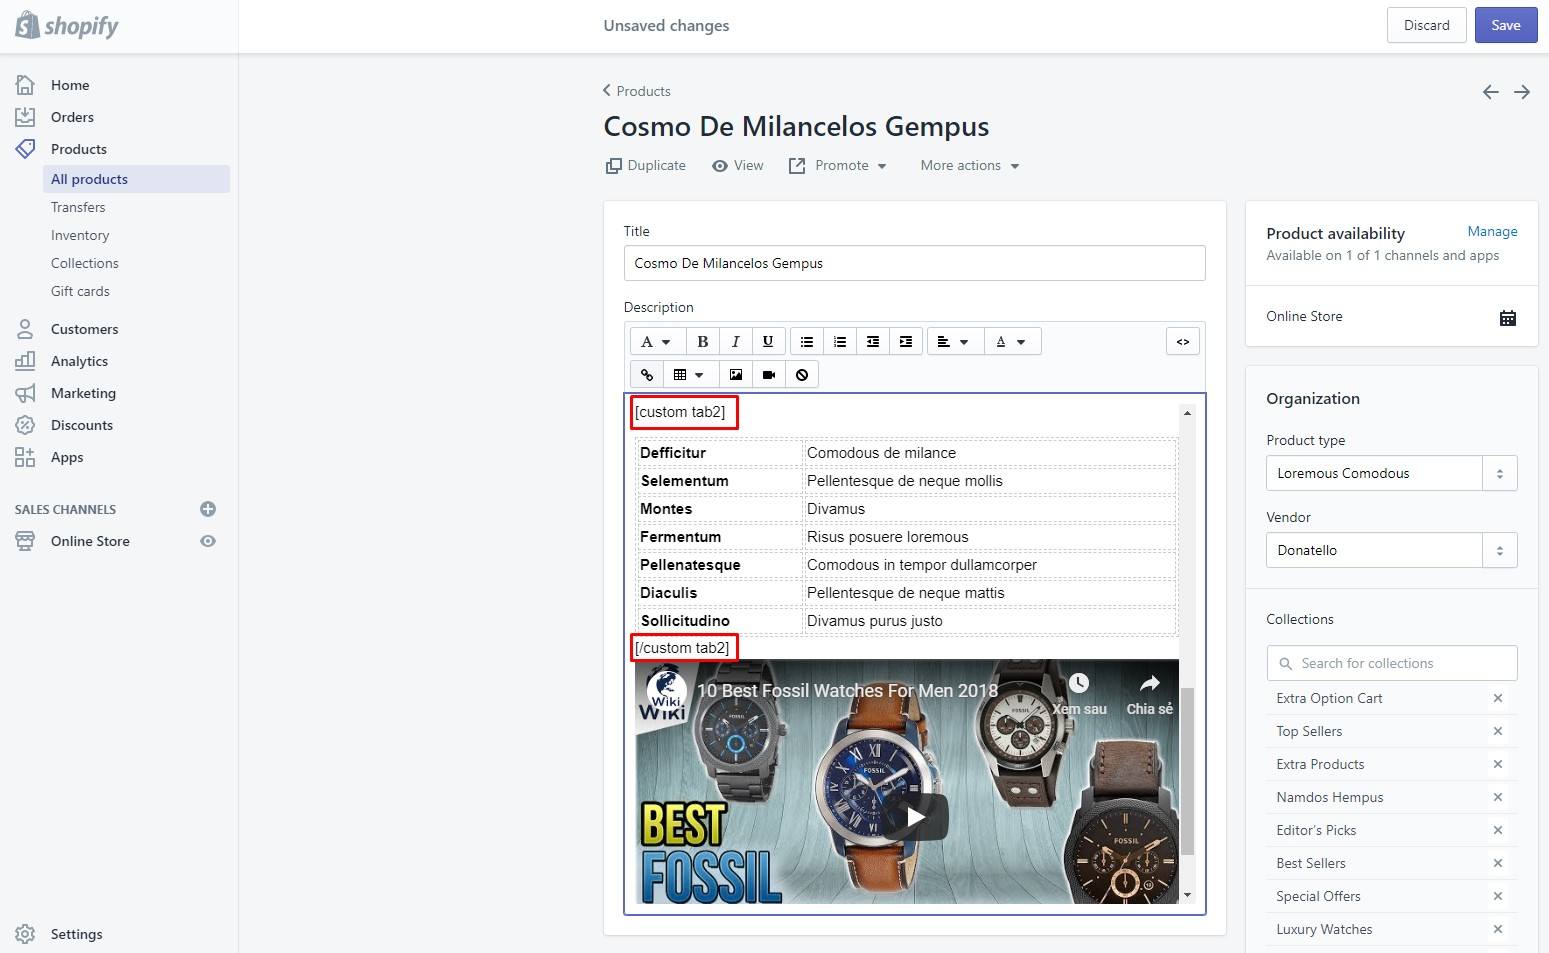 shopify
Unsaved changes
Discard
Save
Home
Orders
Products
All products
Transfers
Inventory
Collections
Gift cards
Customers
Analytics
Marketing
Discounts
Apps
SALES CHANNELS
Online Store
Settings
Products
Cosmo De Milancelos Gempus
Duplicate View Promote More actions
Title
Cosmo De Milancelos Gempus
Description
A B I U A <>
[custom tab2]
Defficitur Comodous de milance
Selementum Pellentesque de neque mollis
Montes Divamus
Fermentum Risus posuere loremous
Pellenatesque Comodous in tempor dullamcorper
Diaculis Pellentesque de neque mattis
Sollicitudino Divamus purus justo
[/custom tab2]
Wiki
WiKi
10 Best Fossil Watches For Men 2018
Xem sau
Chia sẻ
FOSSIL
FOSSIL
FOSSIL
FOSSIL
BEST
FOSSIL
Product availability
Manage
Available on 1 of 1 channels and apps
Online Store
Organization
Product type
Loremous Comodous
Vendor
Donatello
Collections
Search for collections
Extra Option Cart
Top Sellers
Extra Products
Namdos Hempus
Editor's Picks
Best Sellers
Special Offers
Luxury Watches